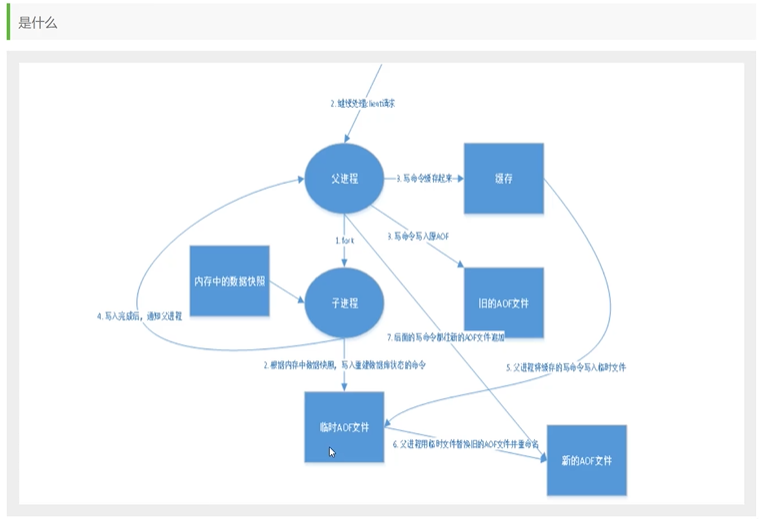 是什么
2. 继续处理client请求
父进程
3. 写命令缓存起来
缓存
1. fork
3. 写命令写入原AOF
内存中的数据快照
子进程
旧的AOF文件
4. 写入完成后，通知父进程
7. 后面的写命令都往新的AOF文件追加
2. 根据内存中数据快照，写入重建数据库状态的命令
5. 父进程将缓存的写命令写入临时文件
临时AOF文件
6. 父进程用临时文件替换旧的AOF文件并重命名
新的AOF文件